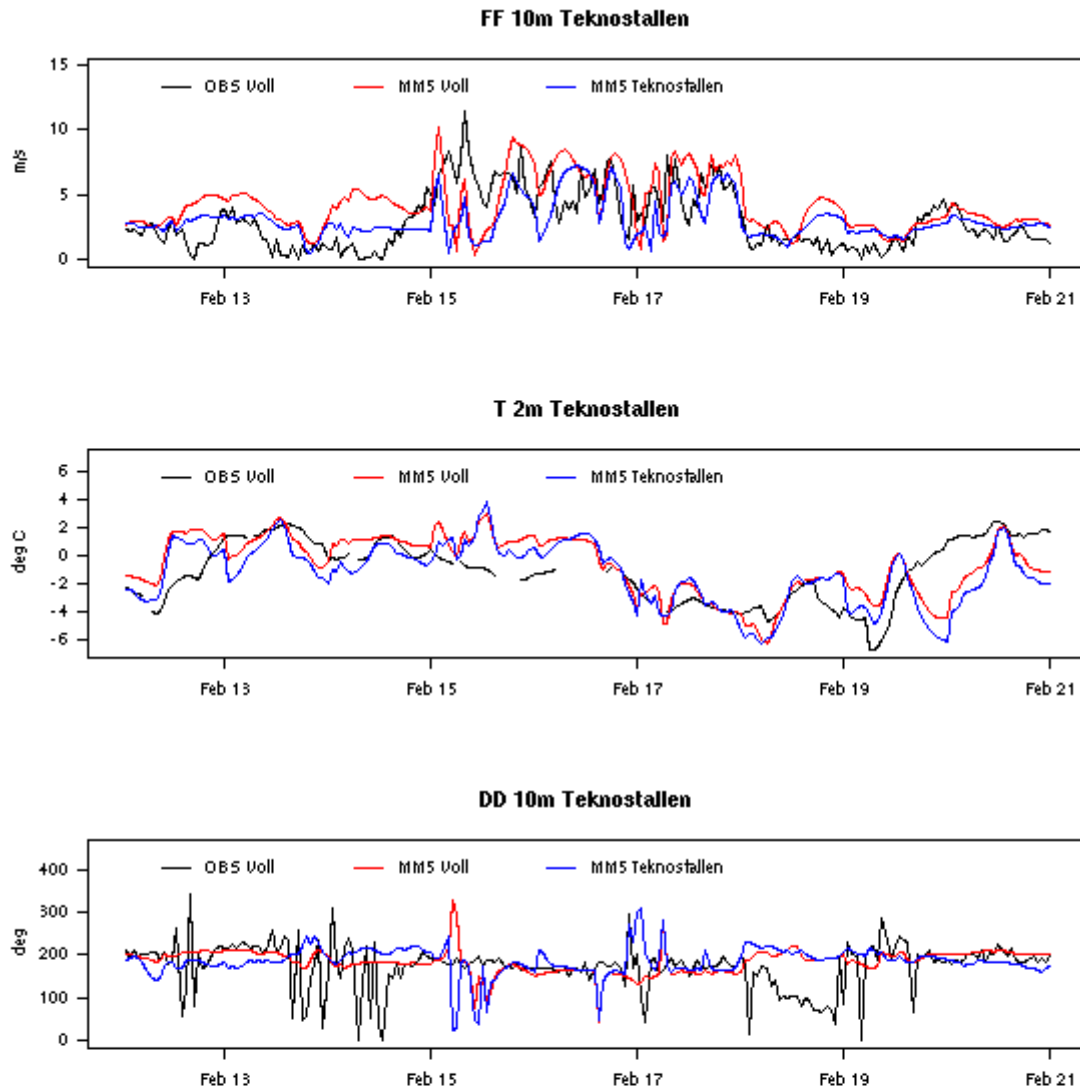 FF 10m Teknostallen
15
OBS Voll MM5 Voll MM5 Teknostallen
10
m/s
5
0
Feb 13 Feb 15 Feb 17 Feb 19 Feb 21
T 2m Teknostallen
6
OBS Voll MM5 Voll MM5 Teknostallen
4
2
deg C
0
-2
-4
-6
Feb 13 Feb 15 Feb 17 Feb 19 Feb 21
DD 10m Teknostallen
400
OBS Voll MM5 Voll MM5 Teknostallen
300
deg
200
100
0
Feb 13 Feb 15 Feb 17 Feb 19 Feb 21